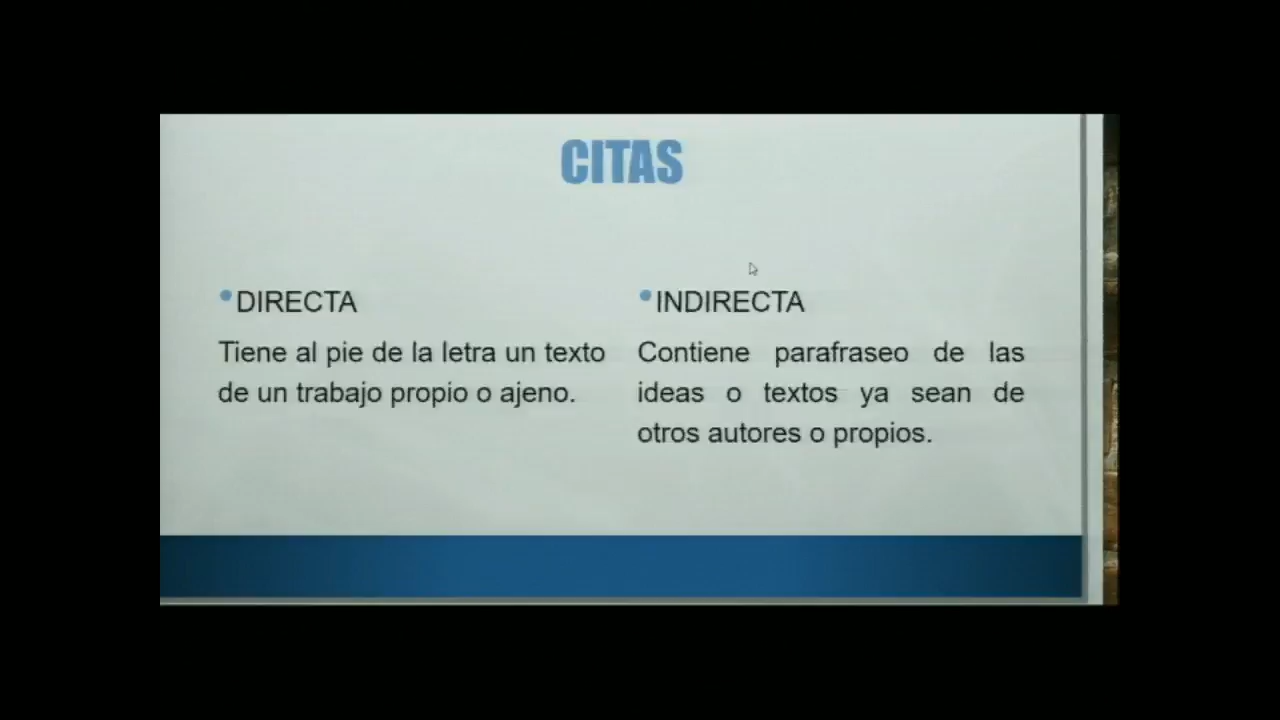 CITAS
DIRECTA
Tiene al pie de la letra un texto
de un trabajo propio o ajeno.
INDIRECTA
Contiene parafraseo de las
ideas o textos ya sean de
otros autores o propios.